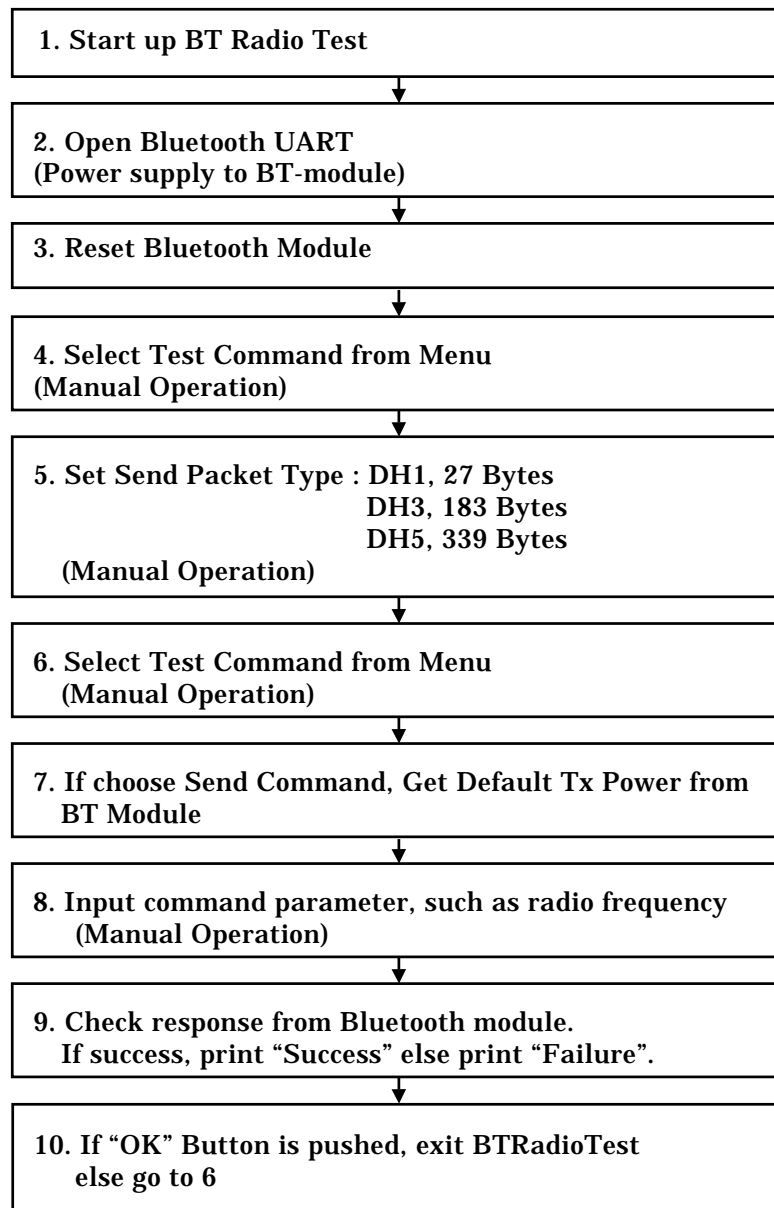 1. Start up BT Radio Test
2. Open Bluetooth UART
(Power supply to BT-module)
3. Reset Bluetooth Module
4. Select Test Command from Menu
(Manual Operation)
5. Set Send Packet Type : DH1, 27 Bytes
DH3, 183 Bytes
DH5, 339 Bytes
(Manual Operation)
6. Select Test Command from Menu
(Manual Operation)
7. If choose Send Command, Get Default Tx Power from
BT Module
8. Input command parameter, such as radio frequency
(Manual Operation)
9. Check response from Bluetooth module.
If success, print “Success” else print “Failure”.
10. If “OK” Button is pushed, exit BTRadioTest
else go to 6